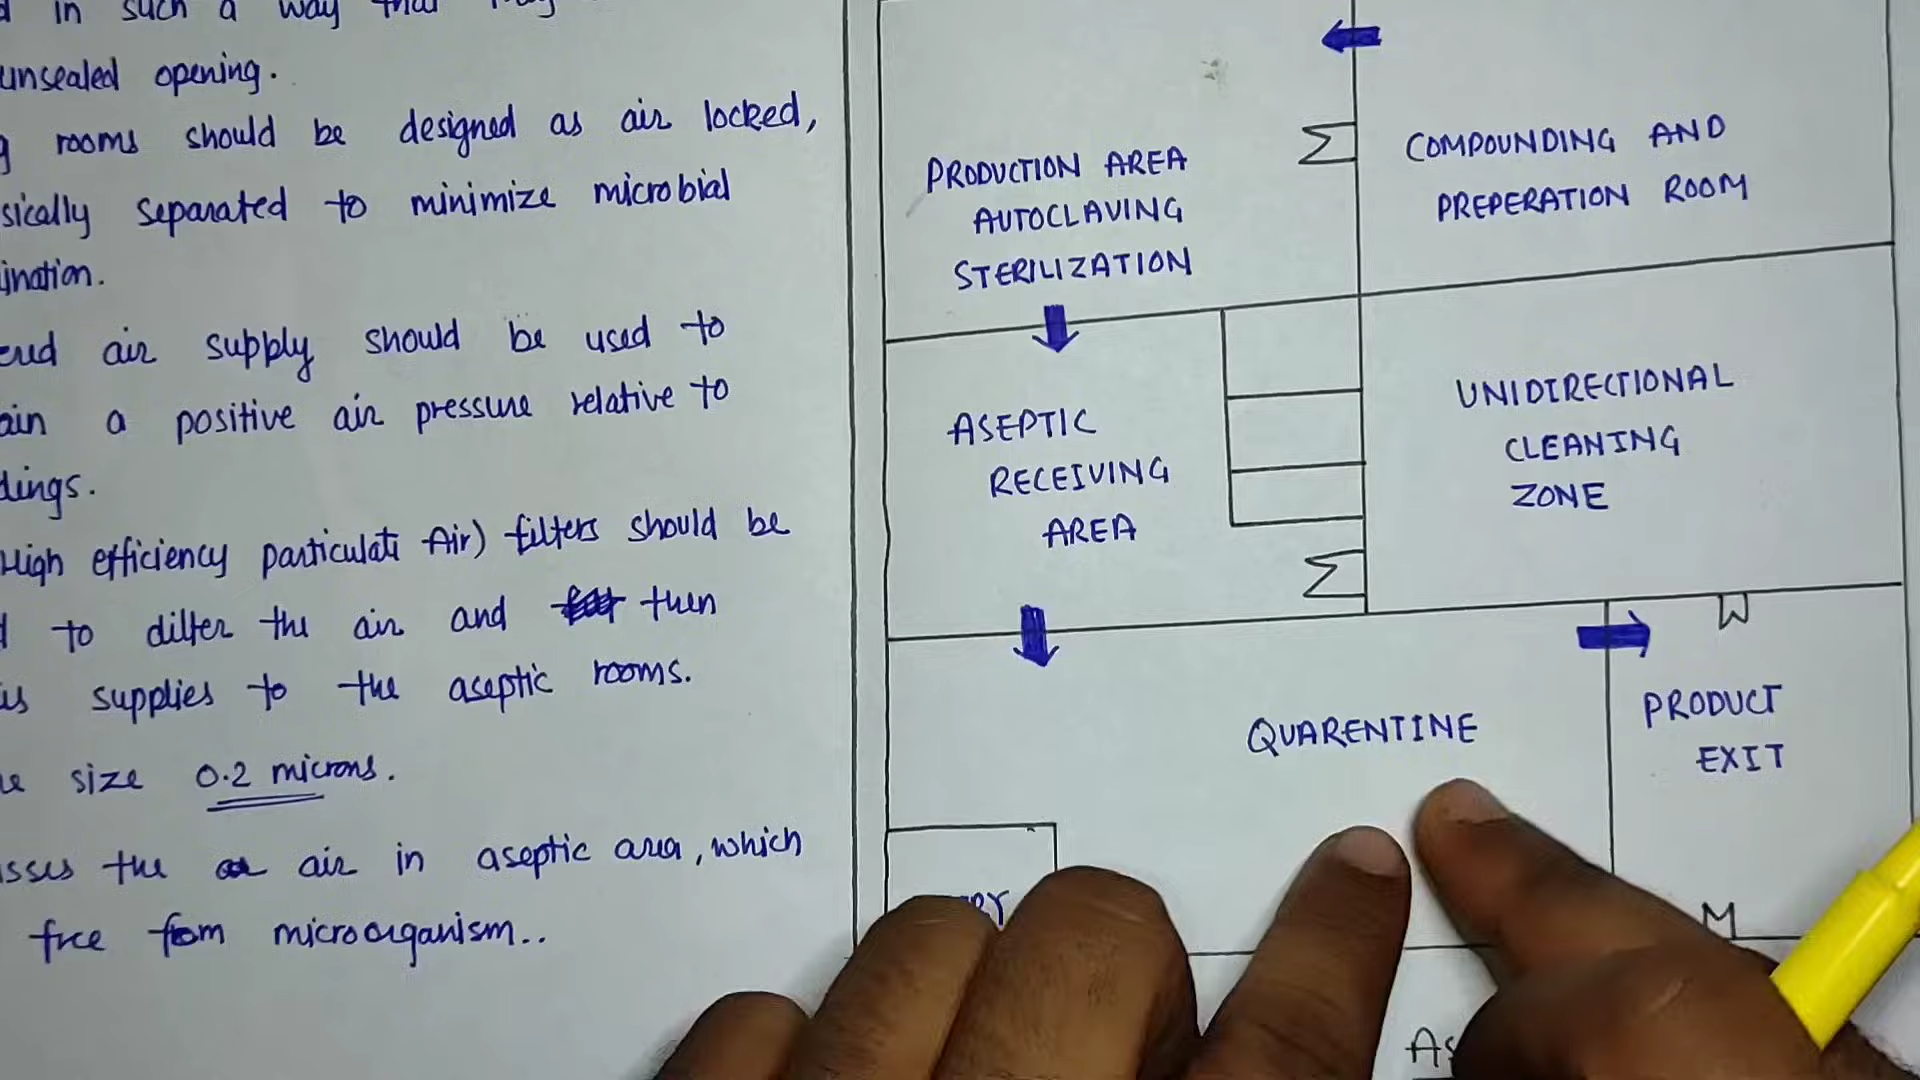 in such a way that
unsealed opening.
rooms should be designed as air locked,
sically separated to minimize microbial
ination.
air supply should be used to
ain a positive air pressure relative to
dings.
High efficiency particulate Air) filters should be
to dilter the air and then
supplies to the aseptic rooms.
size 0.2 microns.
sses the air in aseptic area, which
free from microorganism..
PRODUCTION AREA
AUTOCLAVING
STERILIZATION
COMPOUNDING AND
PREPERATION ROOM
ASEPTIC
RECEIVING
AREA
UNIDIRECTIONAL
CLEANING
ZONE
QUARENTINE
PRODUCT
EXIT
RY
As